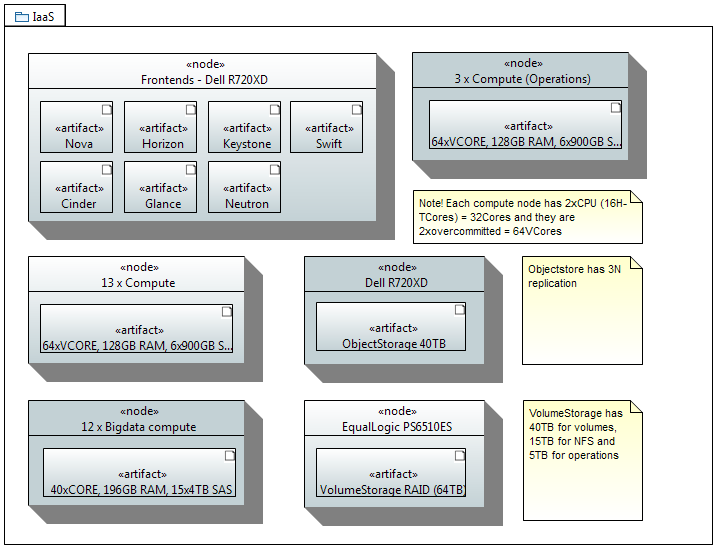 IaaS
«node»
Frontends - Dell R720XD
«artifact»
Nova
«artifact»
Horizon
«artifact»
Keystone
«artifact»
Swift
«artifact»
Cinder
«artifact»
Glance
«artifact»
Neutron
«node»
3 x Compute (Operations)
«artifact»
64xVCORE, 128GB RAM, 6x900GB S...
Note! Each compute node has 2xCPU (16H-
TCores) = 32Cores and they are
2xovercommitted = 64VCores
«node»
13 x Compute
«artifact»
64xVCORE, 128GB RAM, 6x900GB S...
«node»
Dell R720XD
«artifact»
ObjectStorage 40TB
Objectstore has 3N
replication
«node»
12 x Bigdata compute
«artifact»
40xCORE, 196GB RAM, 15x4TB SAS
«node»
EqualLogic PS6510ES
«artifact»
VolumeStorage RAID (64TB)
VolumeStorage has
40TB for volumes,
15TB for NFS and
5TB for operations